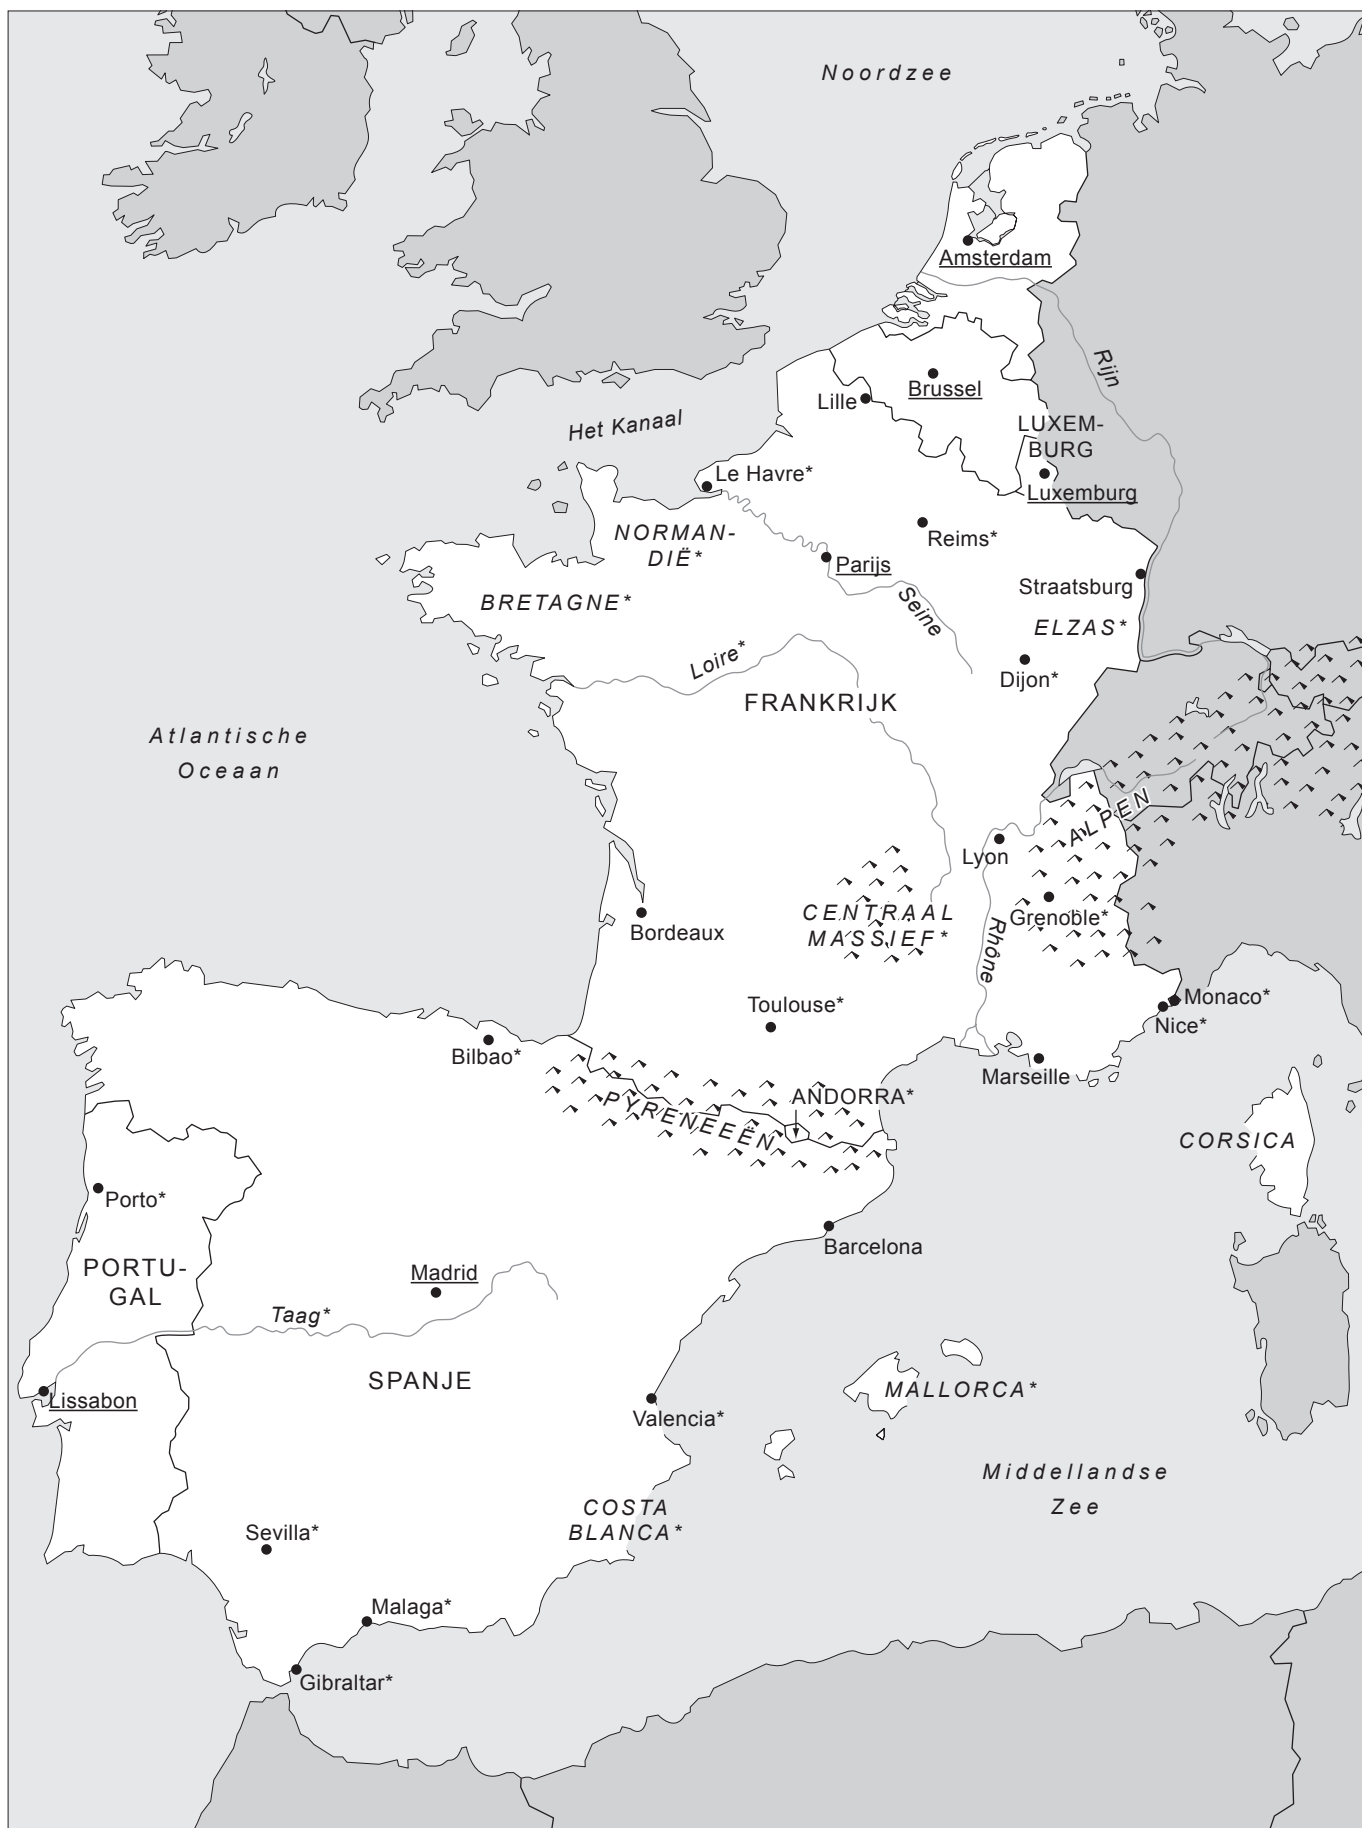 Noordzee
Amsterdam
Rijn
Brussel
Lille
LUXEM-
BURG
Het Kanaal
Le Havre*
Luxemburg
NORMAN-
DIË*
Reims*
Parijs
Straatsburg
BRETAGNE*
Seine
ELZAS*
Loire*
Dijon*
FRANKRIJK
Atlantische
Oceaan
ALPEN
Lyon
CENTRAAL
MASSIEF*
Grenoble*
Bordeaux
Rhône
Toulouse*
Monaco*
Nice*
Bilbao*
Marseille
ANDORRA*
PYRENEEËN
CORSICA
Porto*
Barcelona
PORTU-
GAL
Madrid
Taag*
SPANJE
MALLORCA*
Lissabon
Valencia*
Middellandse
Zee
COSTA
BLANCA*
Sevilla*
Malaga*
Gibraltar*